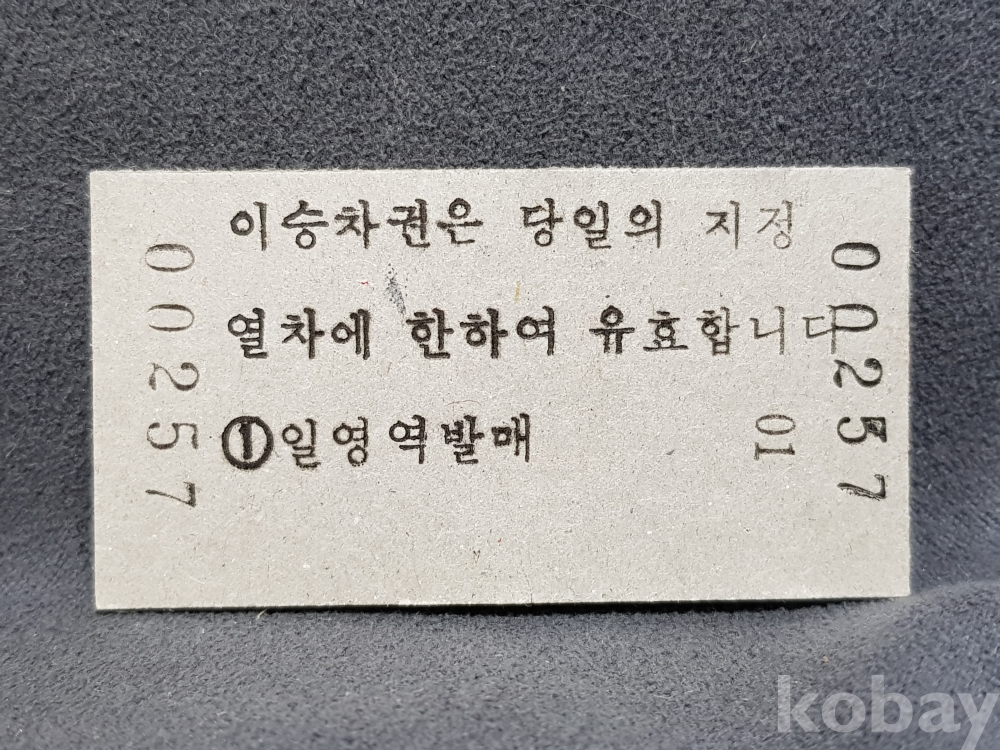 이승차권은 당일의 지정
열차에 한하여 유효합니다
①일영역발매
01
00257
00257
kobay